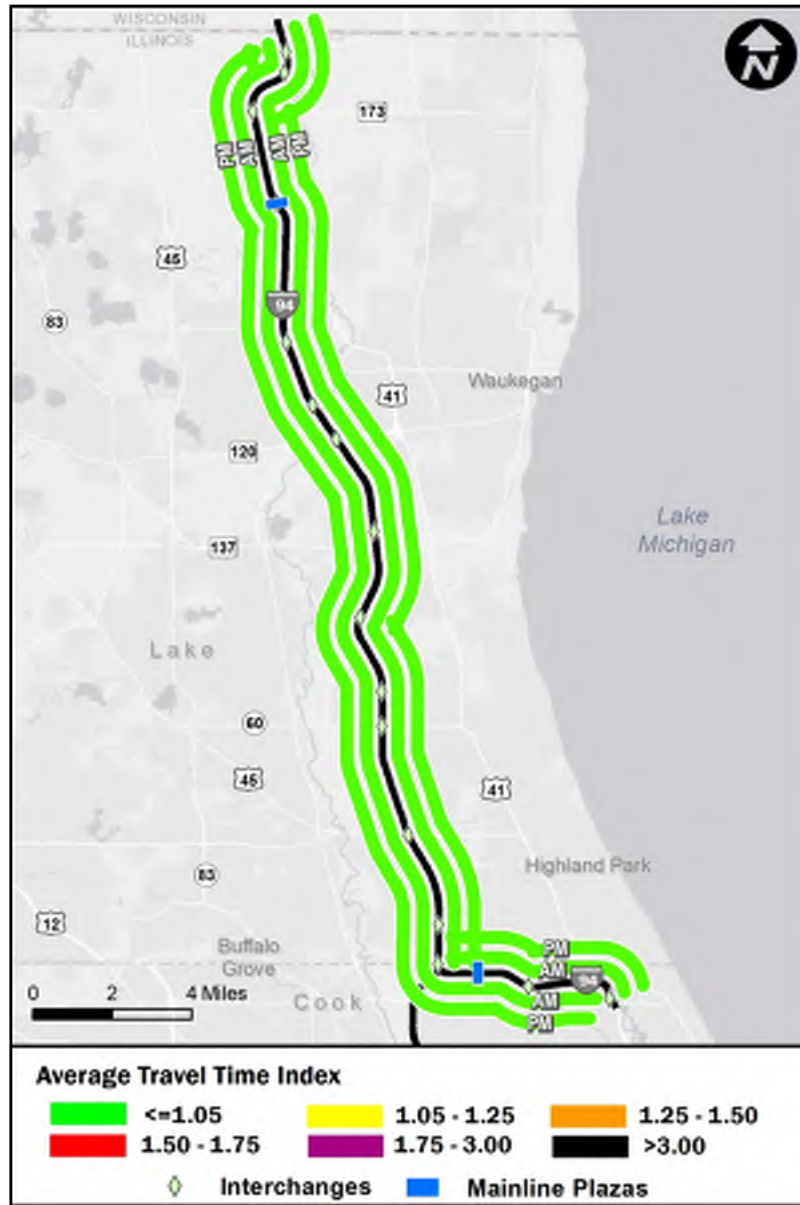 WISCONSIN
ILLINOIS
N
173
PM AM AM PM
45
94
83
41
Waukegan
120
Lake
Michigan
137
Lake
60
45
41
Highland Park
83
12
Buffalo
Grove
PM
AM
94
AM
PM
0 2 4 Miles
Cook
Average Travel Time Index
<=1.05 1.05 - 1.25 1.25 - 1.50
1.50 - 1.75 1.75 - 3.00 >3.00
Interchanges Mainline Plazas